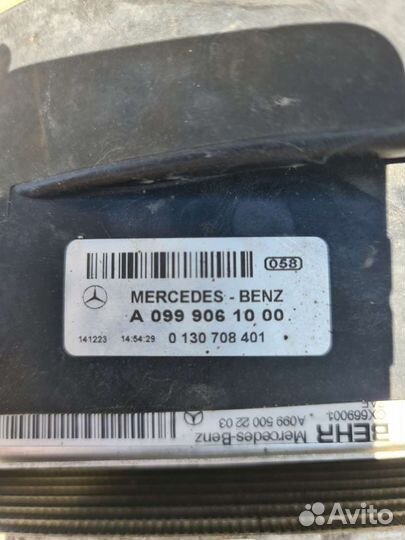 058
MERCEDES - BENZ
A 099 906 10 00
141223 14:54:29 0 130 708 401
BEHR Mercedes-Benz A099 500 22 03
CX669001
Avito